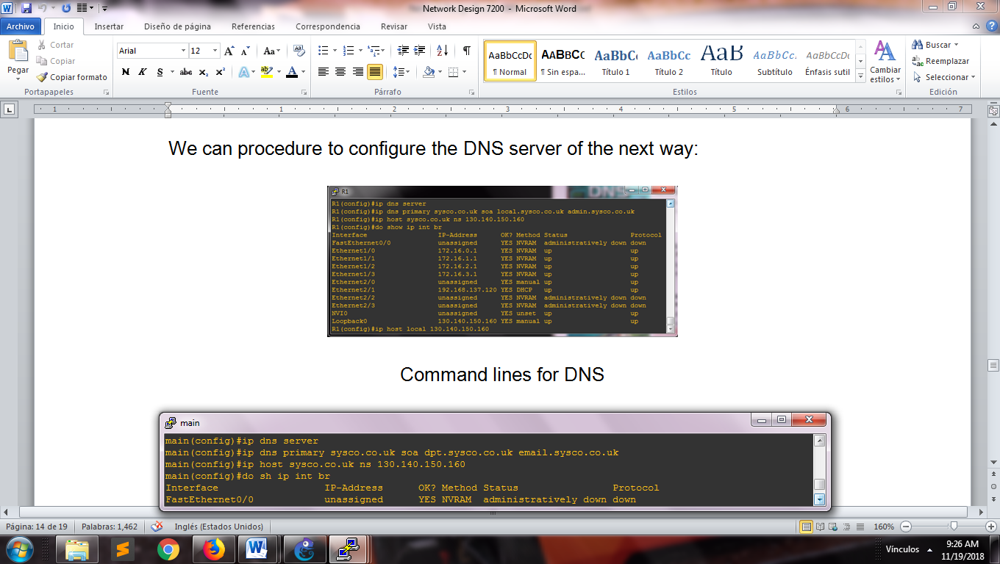 Network Design 7200 - Microsoft Word
Archivo Inicio Insertar Diseño de página Referencias Correspondencia Revisar Vista
Pegar
Cortar
Copiar
Copiar formato
Portapapeles
Arial 12
N K S abc x₂ x²
Fuente
Párrafo
AaBbCcDc AaBbCc AaBbC AaBbCc AaB AaBbCc. AaBbCcDc
¶ Normal ¶ Sin espa... Título 1 Título 2 Título Subtítulo Énfasis sutil
Cambiar estilos
Estilos
Buscar
Reemplazar
Seleccionar
Edición
1 1 2 3 4 5 6 7
We can procedure to configure the DNS server of the next way:
R1
R1(config)#ip dns server
R1(config)#ip dns primary sysco.co.uk soa local.sysco.co.uk admin.sysco.co.uk
R1(config)#ip host sysco.co.uk ns 130.140.150.160
R1(config)#do show ip int br
Interface IP-Address OK? Method Status Protocol
FastEthernet0/0 unassigned YES NVRAM administratively down down
Ethernet1/0 172.16.0.1 YES NVRAM up up
Ethernet1/1 172.16.1.1 YES NVRAM up up
Ethernet1/2 172.16.2.1 YES NVRAM up up
Ethernet1/3 172.16.3.1 YES NVRAM up up
Ethernet2/0 unassigned YES manual up up
Ethernet2/1 192.168.137.120 YES DHCP up up
Ethernet2/2 unassigned YES NVRAM administratively down down
Ethernet2/3 unassigned YES NVRAM administratively down down
NVI0 unassigned YES unset up up
Loopback0 130.140.150.160 YES manual up up
R1(config)#ip host local 130.140.150.160
Command lines for DNS
main
main(config)#ip dns server
main(config)#ip dns primary sysco.co.uk soa dpt.sysco.co.uk email.sysco.co.uk
main(config)#ip host sysco.co.uk ns 130.140.150.160
main(config)#do sh ip int br
Interface IP-Address OK? Method Status Protocol
FastEthernet0/0 unassigned YES NVRAM administratively down down
Página: 14 de 19 Palabras: 1,462 Inglés (Estados Unidos) 160%
Vínculos
9:26 AM
11/19/2018